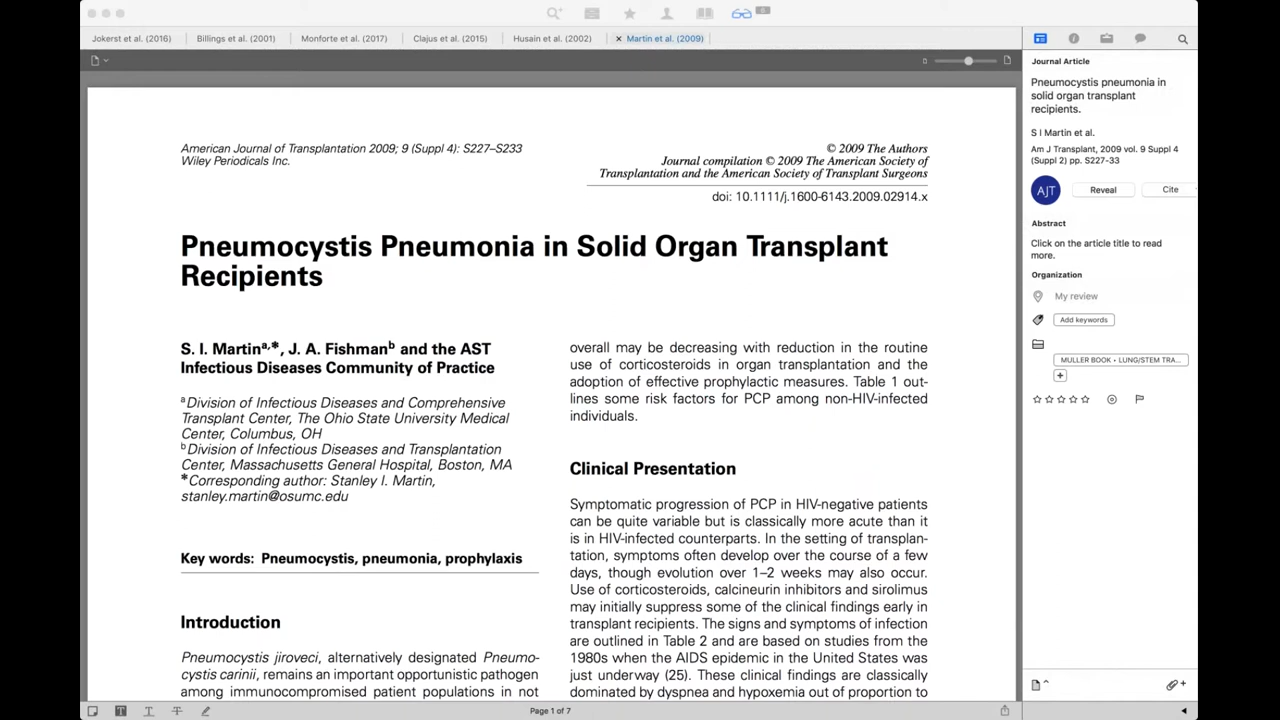 Jokerst et al. (2016)
Billings et al. (2001)
Monforte et al. (2017)
Clajus et al. (2015)
Husain et al. (2002)
Martin et al. (2009)
American Journal of Transplantation 2009; 9 (Suppl 4): S227–S233
Wiley Periodicals Inc.
© 2009 The Authors
Journal compilation © 2009 The American Society of
Transplantation and the American Society of Transplant Surgeons
doi: 10.1111/j.1600-6143.2009.02914.x
Pneumocystis Pneumonia in Solid Organ Transplant
Recipients
S. I. Martinᵃ,*, J. A. Fishmanᵇ and the AST
Infectious Diseases Community of Practice
ᵃDivision of Infectious Diseases and Comprehensive
Transplant Center, The Ohio State University Medical
Center, Columbus, OH
ᵇDivision of Infectious Diseases and Transplantation
Center, Massachusetts General Hospital, Boston, MA
*Corresponding author: Stanley I. Martin,
stanley.martin@osumc.edu
Key words: Pneumocystis, pneumonia, prophylaxis
Introduction
Pneumocystis jiroveci, alternatively designated Pneumo-
cystis carinii, remains an important opportunistic pathogen
among immunocompromised patient populations in not
overall may be decreasing with reduction in the routine
use of corticosteroids in organ transplantation and the
adoption of effective prophylactic measures. Table 1 out-
lines some risk factors for PCP among non-HIV-infected
individuals.
Clinical Presentation
Symptomatic progression of PCP in HIV-negative patients
can be quite variable but is classically more acute than it
is in HIV-infected counterparts. In the setting of transplan-
tation, symptoms often develop over the course of a few
days, though evolution over 1–2 weeks may also occur.
Use of corticosteroids, calcineurin inhibitors and sirolimus
may initially suppress some of the clinical findings early in
transplant recipients. The signs and symptoms of infection
are outlined in Table 2 and are based on studies from the
1980s when the AIDS epidemic in the United States was
just underway (25). These clinical findings are classically
dominated by dyspnea and hypoxemia out of proportion to
Page 1 of 7
Journal Article
Pneumocystis pneumonia in
solid organ transplant
recipients.
S I Martin et al.
Am J Transplant, 2009 vol. 9 Suppl 4
(Suppl 2) pp. S227-33
AJT
Reveal
Cite
Abstract
Click on the article title to read
more.
Organization
My review
Add keywords
MULLER BOOK • LUNG/STEM TRA...